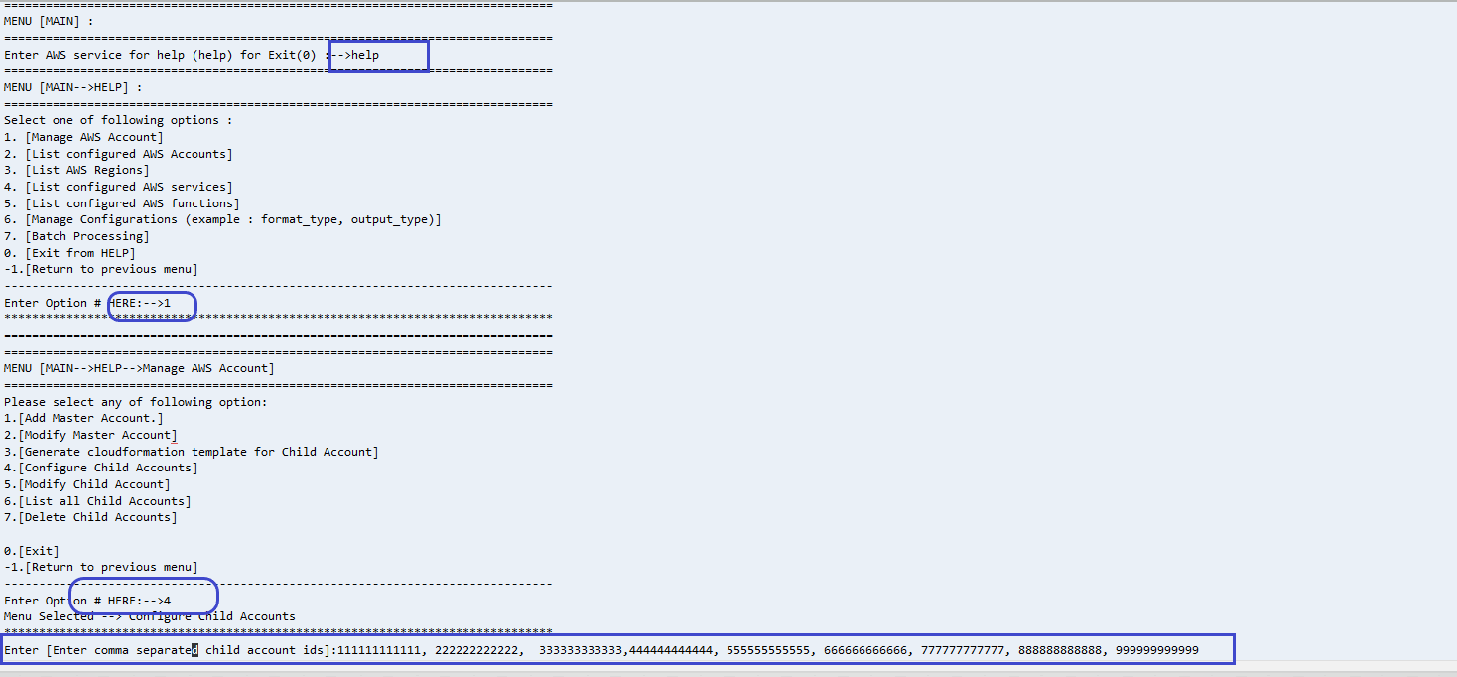 ==============================================================================
MENU [MAIN] :
==============================================================================
Enter AWS service for help (help) for Exit(0) :-->help
==============================================================================
MENU [MAIN-->HELP] :
==============================================================================
Select one of following options :
1. [Manage AWS Account]
2. [List configured AWS Accounts]
3. [List AWS Regions]
4. [List configured AWS services]
5. [List configured AWS functions]
6. [Manage Configurations (example : format_type, output_type)]
7. [Batch Processing]
0. [Exit from HELP]
-1.[Return to previous menu]
------------------------------------------------------------------------------
Enter Option # HERE:-->1
******************************************************************************
------------------------------------------------------------------------------
==============================================================================
MENU [MAIN-->HELP-->Manage AWS Account]
==============================================================================
Please select any of following option:
1.[Add Master Account.]
2.[Modify Master Account]
3.[Generate cloudformation template for Child Account]
4.[Configure Child Accounts]
5.[Modify Child Account]
6.[List all Child Accounts]
7.[Delete Child Accounts]
0.[Exit]
-1.[Return to previous menu]
------------------------------------------------------------------------------
Enter Option # HERE:-->4
Menu Selected --> Configure Child Accounts
******************************************************************************
Enter [Enter comma separated child account ids]:111111111111, 222222222222,  333333333333,444444444444, 555555555555, 666666666666, 777777777777, 888888888888, 999999999999